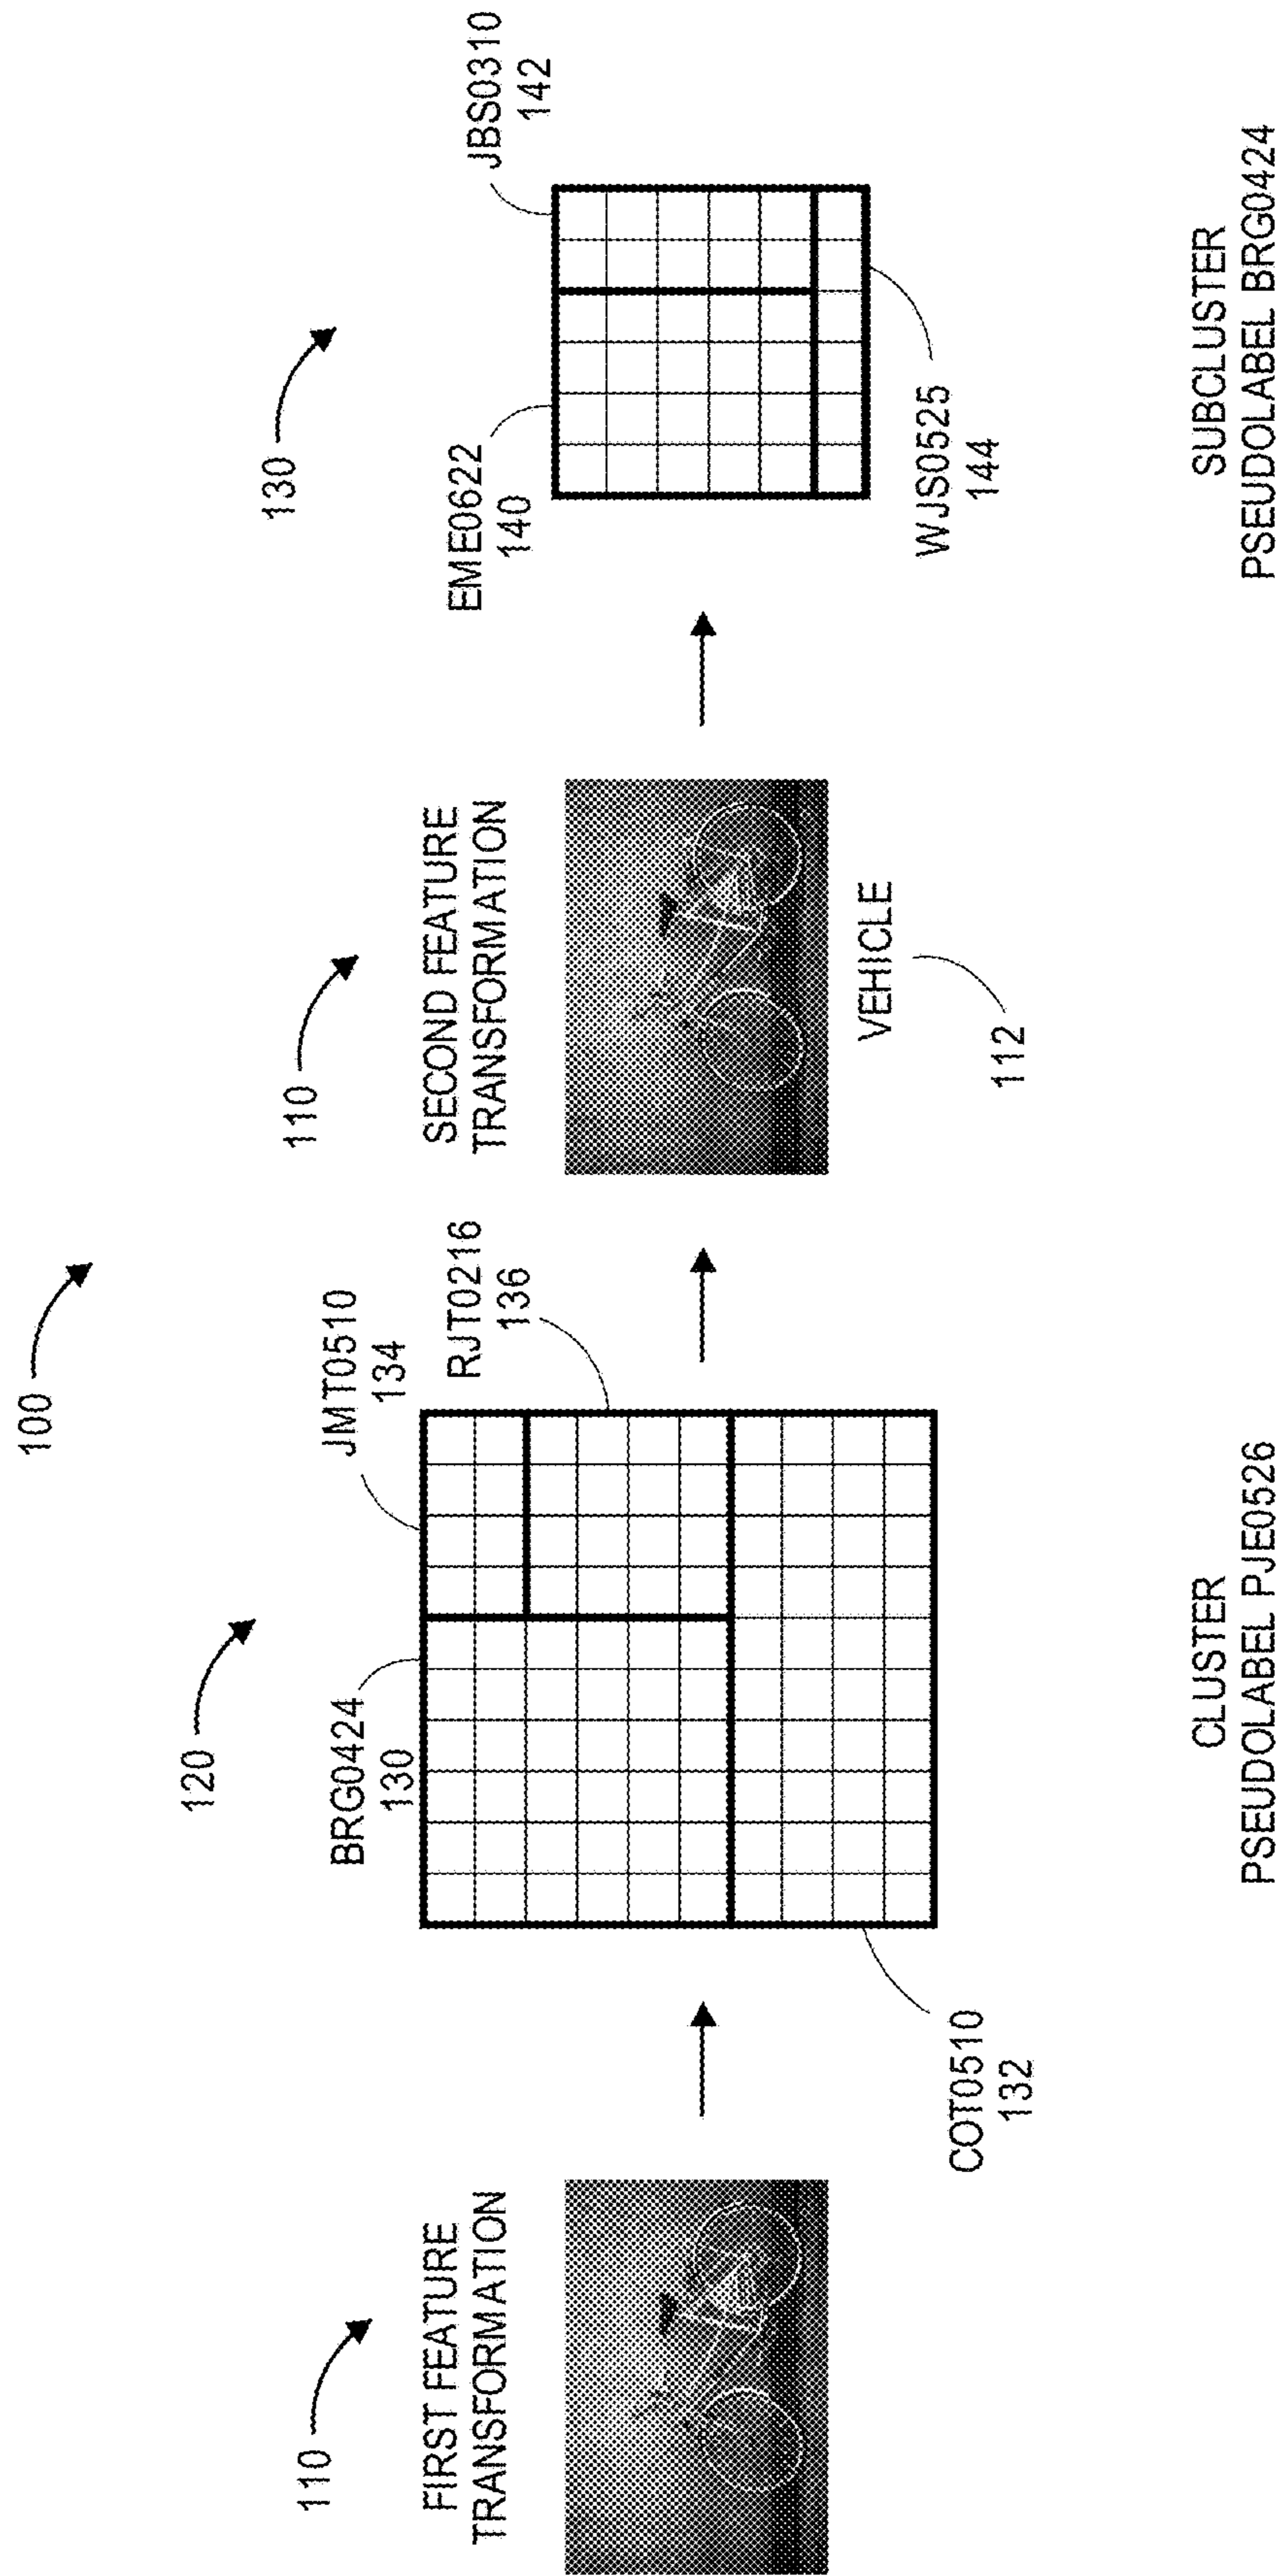 100
110
FIRST FEATURE
TRANSFORMATION
120
BRG0424
130
JMT0510
134
RJT0216
136
COT0510
132
CLUSTER
PSEUDOLABEL PJE0526
110
SECOND FEATURE
TRANSFORMATION
VEHICLE
112
130
EME0622
140
JBS0310
142
WJS0525
144
SUBCLUSTER
PSEUDOLABEL BRG0424